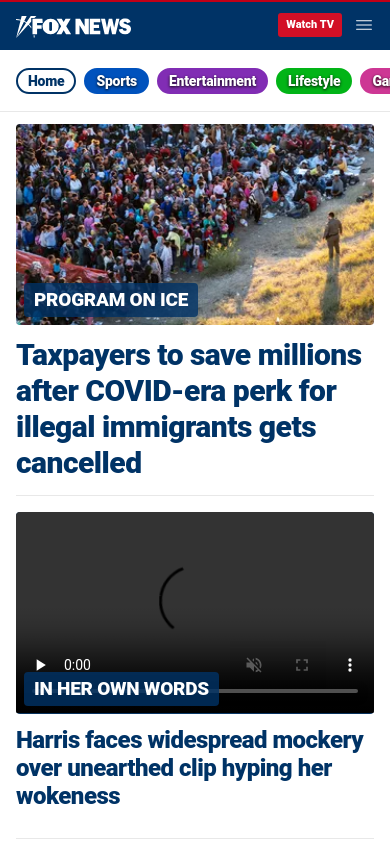 FOX NEWS
Watch TV
Home
Sports
Entertainment
Lifestyle
PROGRAM ON ICE
Taxpayers to save millions
after COVID-era perk for
illegal immigrants gets
cancelled
0:00
IN HER OWN WORDS
Harris faces widespread mockery
over unearthed clip hyping her
wokeness